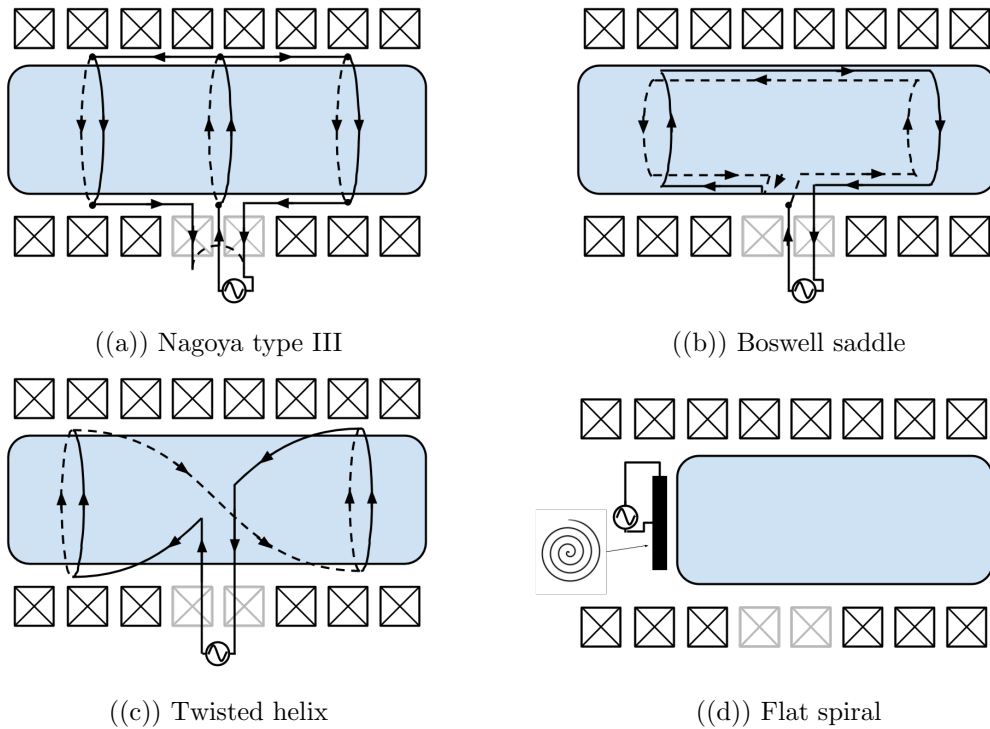 ((a)) Nagoya type III
((b)) Boswell saddle
((c)) Twisted helix
((d)) Flat spiral